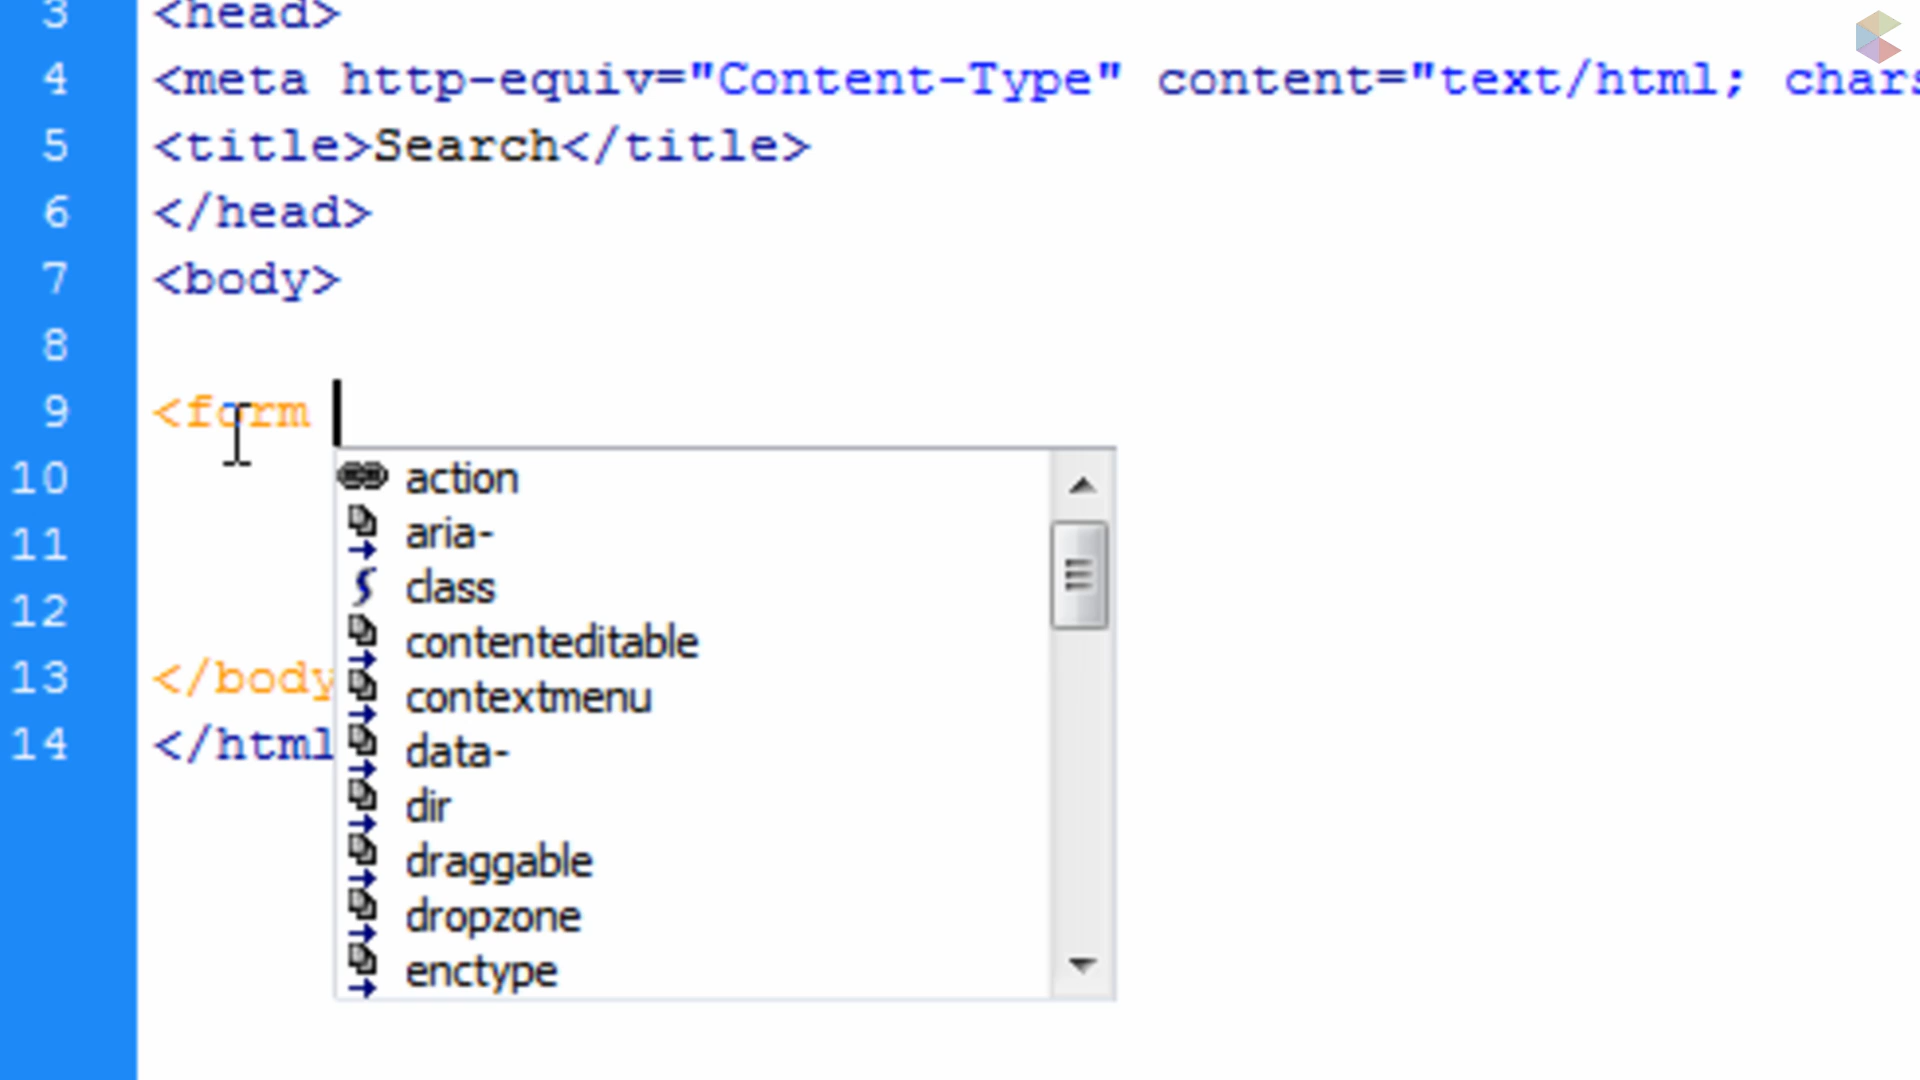 3 <head>
4 <meta http-equiv="Content-Type" content="text/html; chars
5 <title>Search</title>
6 </head>
7 <body>
8
9 <form
10
11
12
13 </body
14 </html
action
aria-
class
contenteditable
contextmenu
data-
dir
draggable
dropzone
enctype